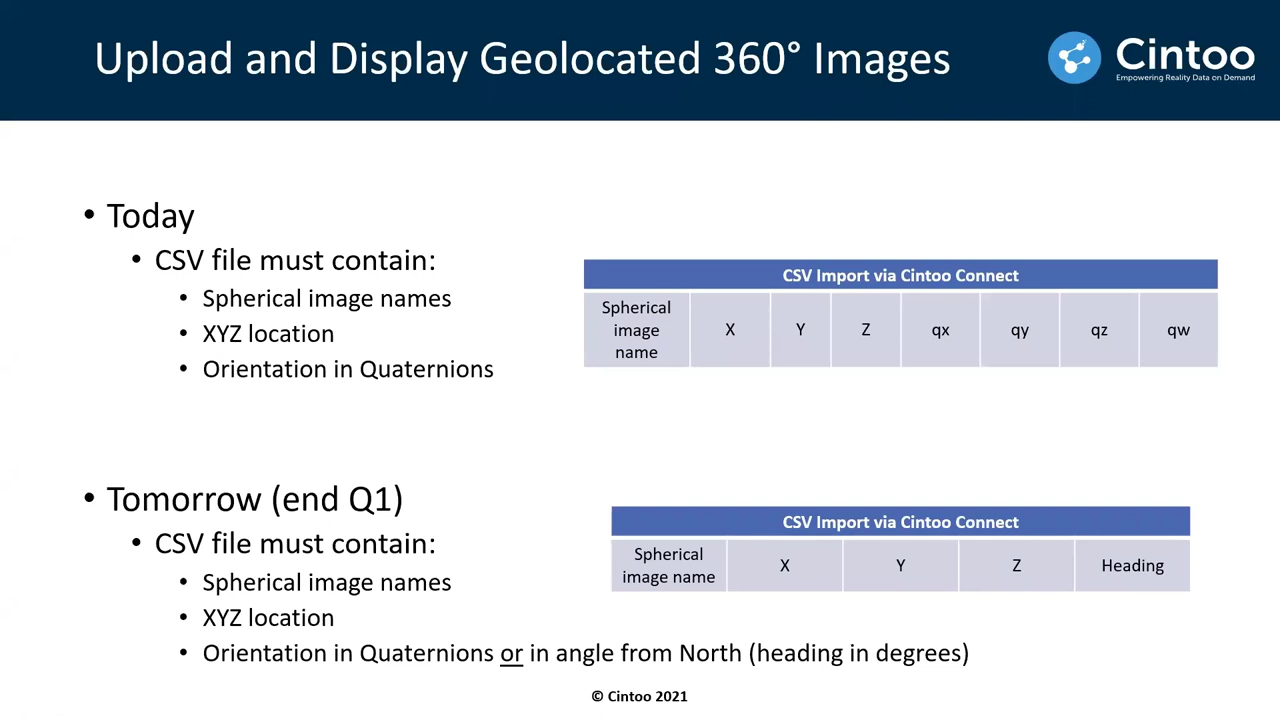 Upload and Display Geolocated 360° Images
Cintoo
Empowering Reality Data on Demand
• Today
• CSV file must contain:
• Spherical image names
• XYZ location
• Orientation in Quaternions
CSV Import via Cintoo Connect
Spherical
image
name
X
Y
Z
qx
qy
qz
qw
• Tomorrow (end Q1)
• CSV file must contain:
• Spherical image names
• XYZ location
• Orientation in Quaternions or in angle from North (heading in degrees)
CSV Import via Cintoo Connect
Spherical
image name
X
Y
Z
Heading
© Cintoo 2021